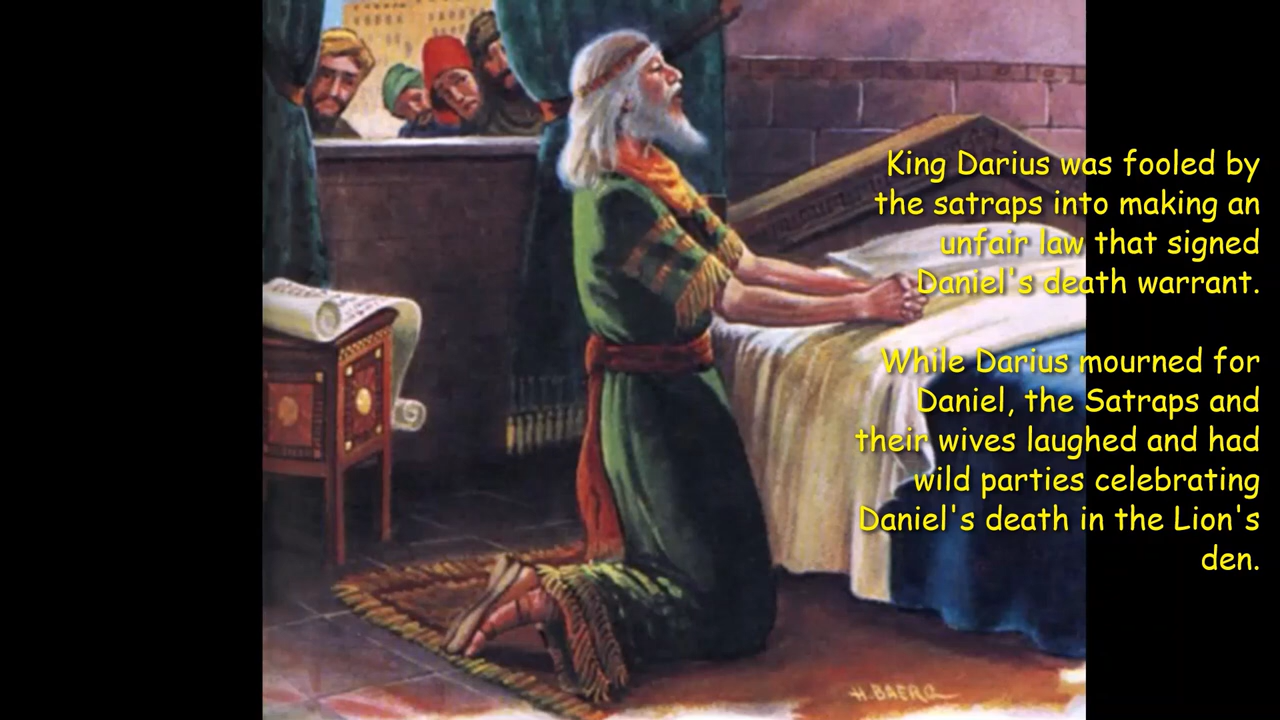 King Darius was fooled by
the satraps into making an
unfair law that signed
Daniel's death warrant.
While Darius mourned for
Daniel, the Satraps and
their wives laughed and had
wild parties celebrating
Daniel's death in the Lion's
den.
H. BAERG